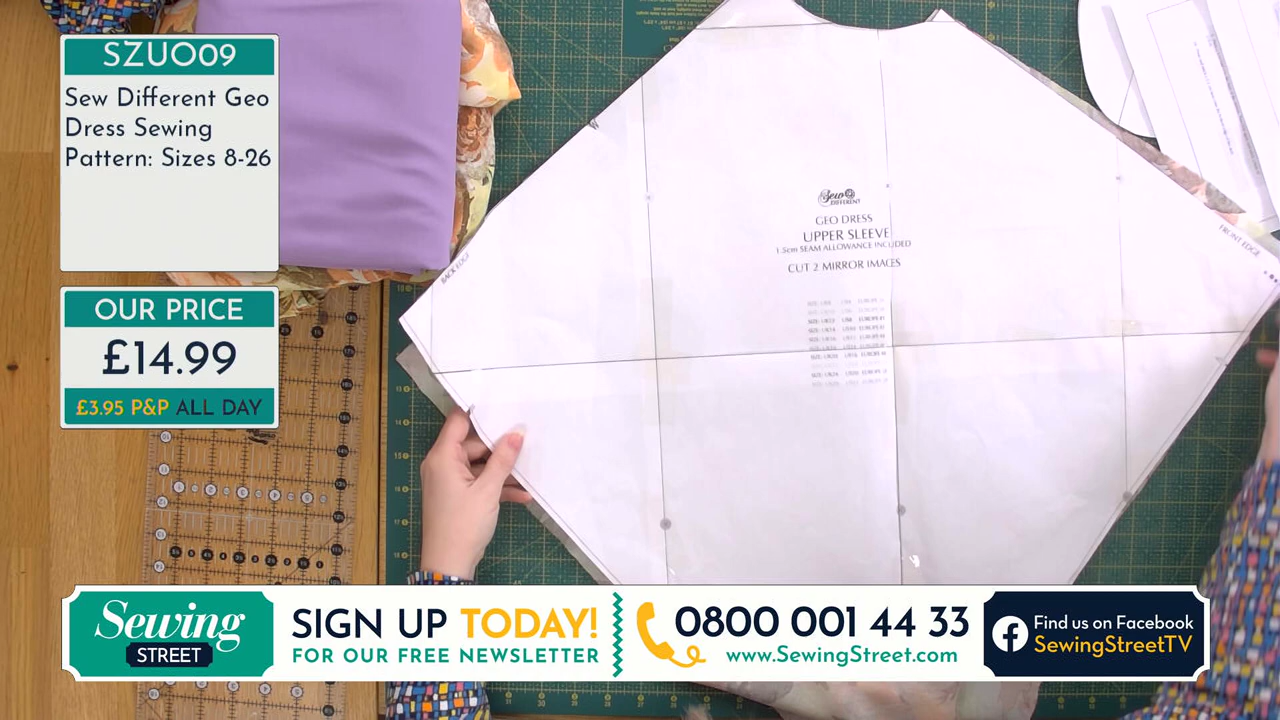 SZUO09
Sew Different Geo
Dress Sewing
Pattern: Sizes 8-26
OUR PRICE
£14.99
£3.95 P&P ALL DAY
Sew
DIFFERENT
GEO DRESS
UPPER SLEEVE
1.5cm SEAM ALLOWANCE INCLUDED
CUT 2 MIRROR IMAGES
BACK EDGE
FRONT EDGE
Sewing
STREET
SIGN UP TODAY!
FOR OUR FREE NEWSLETTER
0800 001 44 33
www.SewingStreet.com
Find us on Facebook
SewingStreetTV